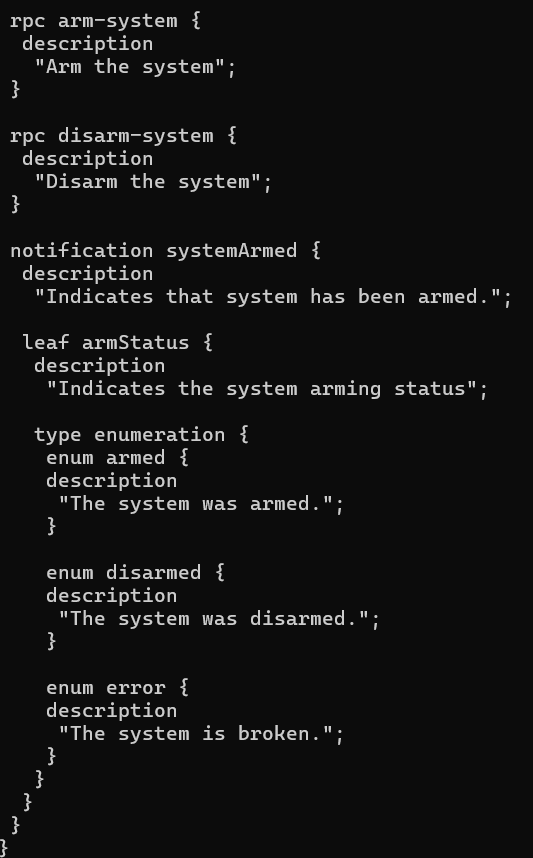 rpc arm-system {
description
"Arm the system";
}
rpc disarm-system {
description
"Disarm the system";
}
notification systemArmed {
description
"Indicates that system has been armed.";
leaf armStatus {
description
"Indicates the system arming status";
type enumeration {
enum armed {
description
"The system was armed.";
}
enum disarmed {
description
"The system was disarmed.";
}
enum error {
description
"The system is broken.";
}
}
}
}
}